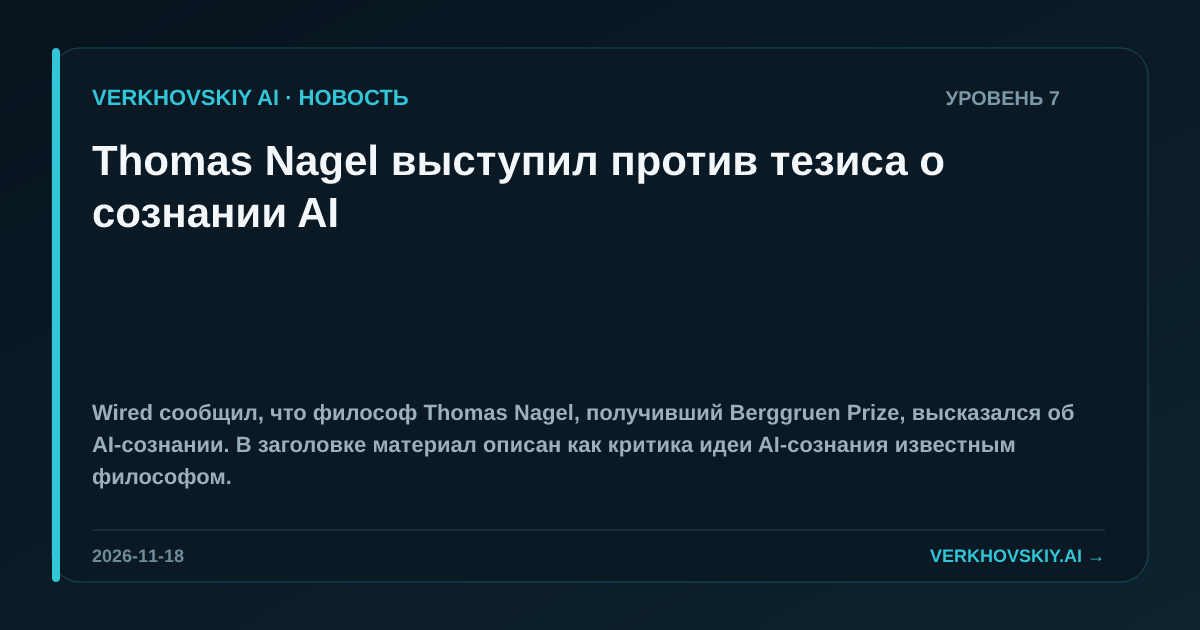 VERKHOVSKIY AI · НОВОСТЬ
УРОВЕНЬ 7
Thomas Nagel выступил против тезиса о
сознании AI
Wired сообщил, что философ Thomas Nagel, получивший Berggruen Prize, высказался об
AI-сознании. В заголовке материал описан как критика идеи AI-сознания известным
философом.
2026-11-18
VERKHOVSKIY.AI →